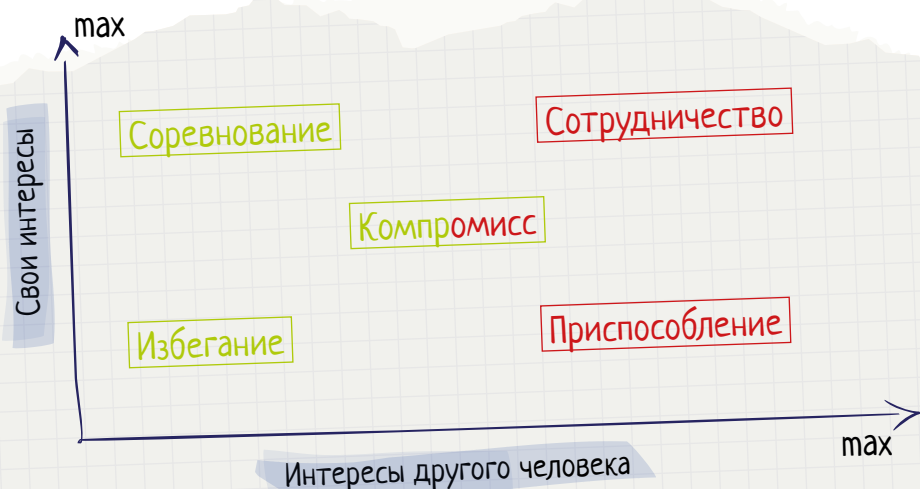 max
Соревнование
Сотрудничество
Свои интересы
Компромисс
Избегание
Приспособление
max
Интересы другого человека